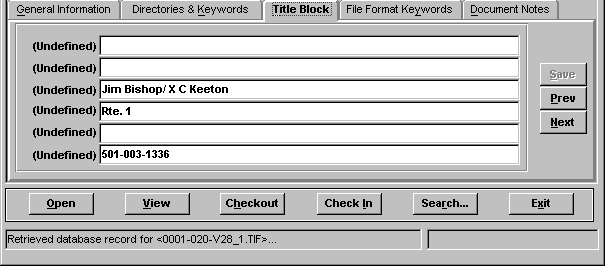 General Information Directories & Keywords Title Block File Format Keywords Document Notes
(Undefined)
(Undefined)
(Undefined) Jim Bishop/ X C Keeton
(Undefined) Rte. 1
(Undefined)
(Undefined) 501-003-1336
Save
Prev
Next
Open View Checkout Check In Search... Exit
Retrieved database record for <0001-020-V28_1.TIF>...